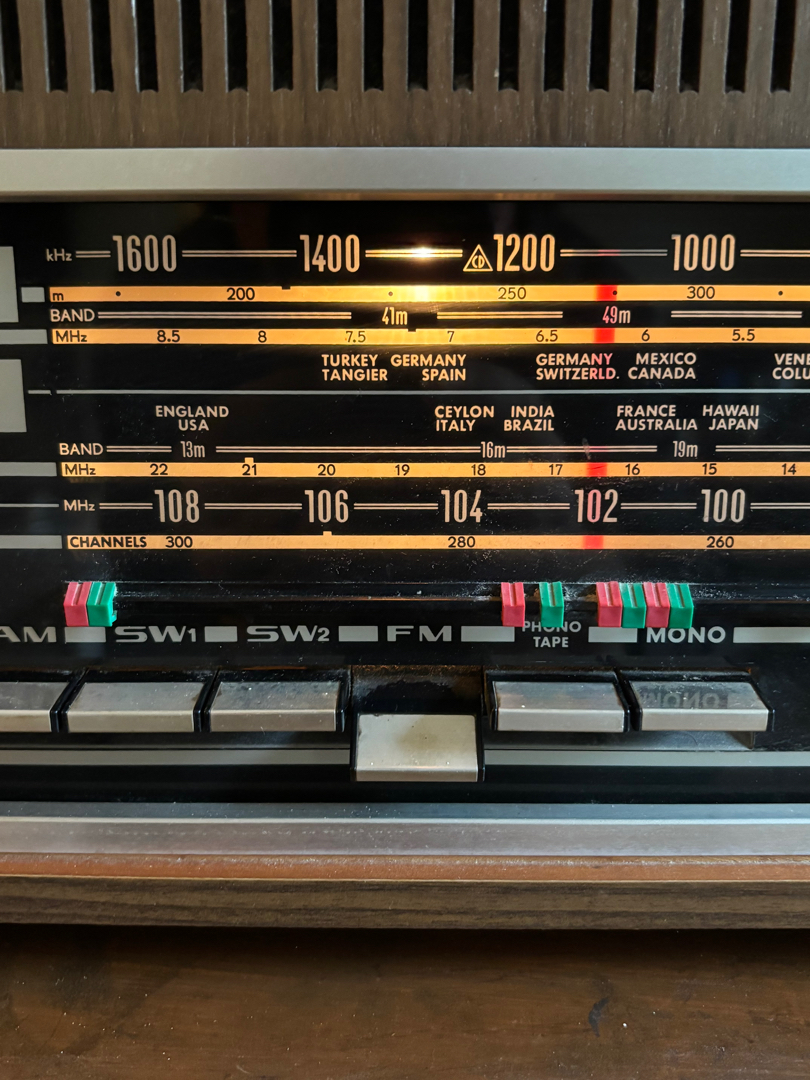 kHz 1600 1400 CD 1200 1000
m 200 250 300
BAND 41m 49m
MHz 8.5 8 7.5 7 6.5 6 5.5
TURKEY GERMANY GERMANY MEXICO VENE
TANGIER SPAIN SWITZERLD. CANADA COLU
ENGLAND CEYLON INDIA FRANCE HAWAII
USA ITALY BRAZIL AUSTRALIA JAPAN
BAND 13m 16m 19m
MHz 22 21 20 19 18 17 16 15 14
MHz 108 106 104 102 100
CHANNELS 300 280 260
AM SW1 SW2 FM PHONO MONO
TAPE